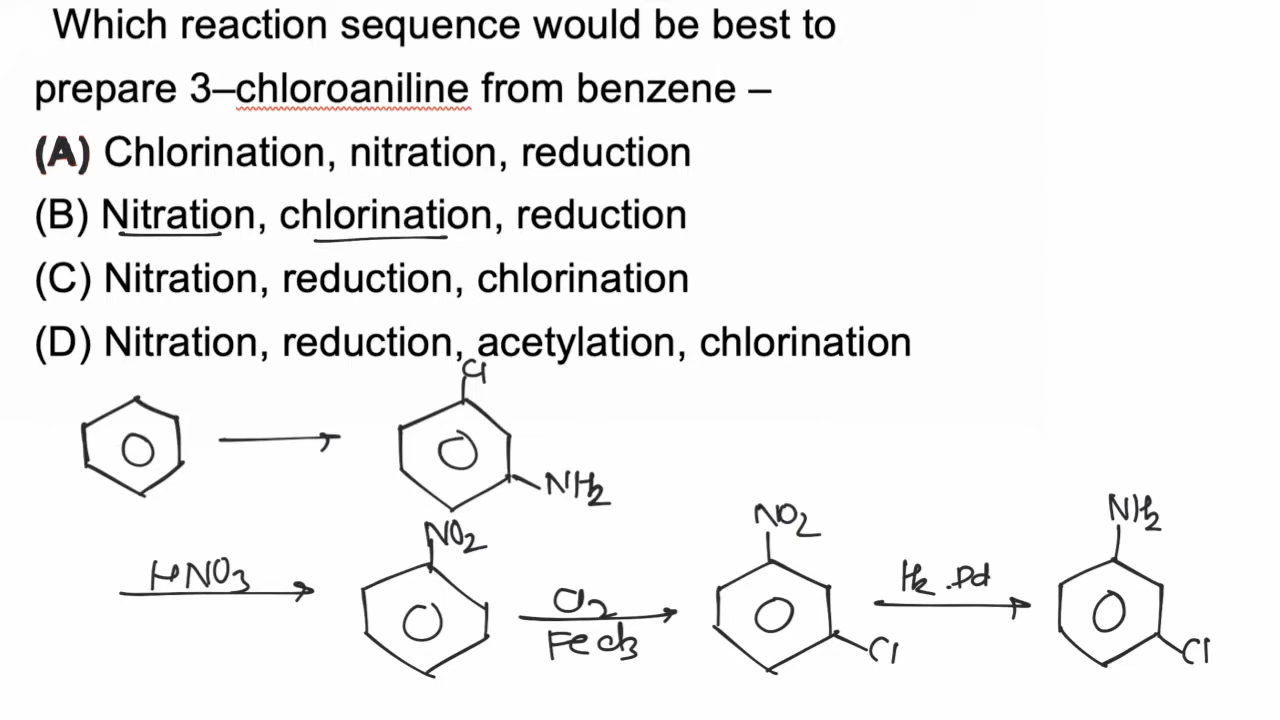 Which reaction sequence would be best to
prepare 3–chloroaniline from benzene –
(A) Chlorination, nitration, reduction
(B) Nitration, chlorination, reduction
(C) Nitration, reduction, chlorination
(D) Nitration, reduction, acetylation, chlorination
Cl
NH2
HNO3
NO2
Cl2
FeCl3
NO2
Cl
H2 .Pd
NH2
Cl